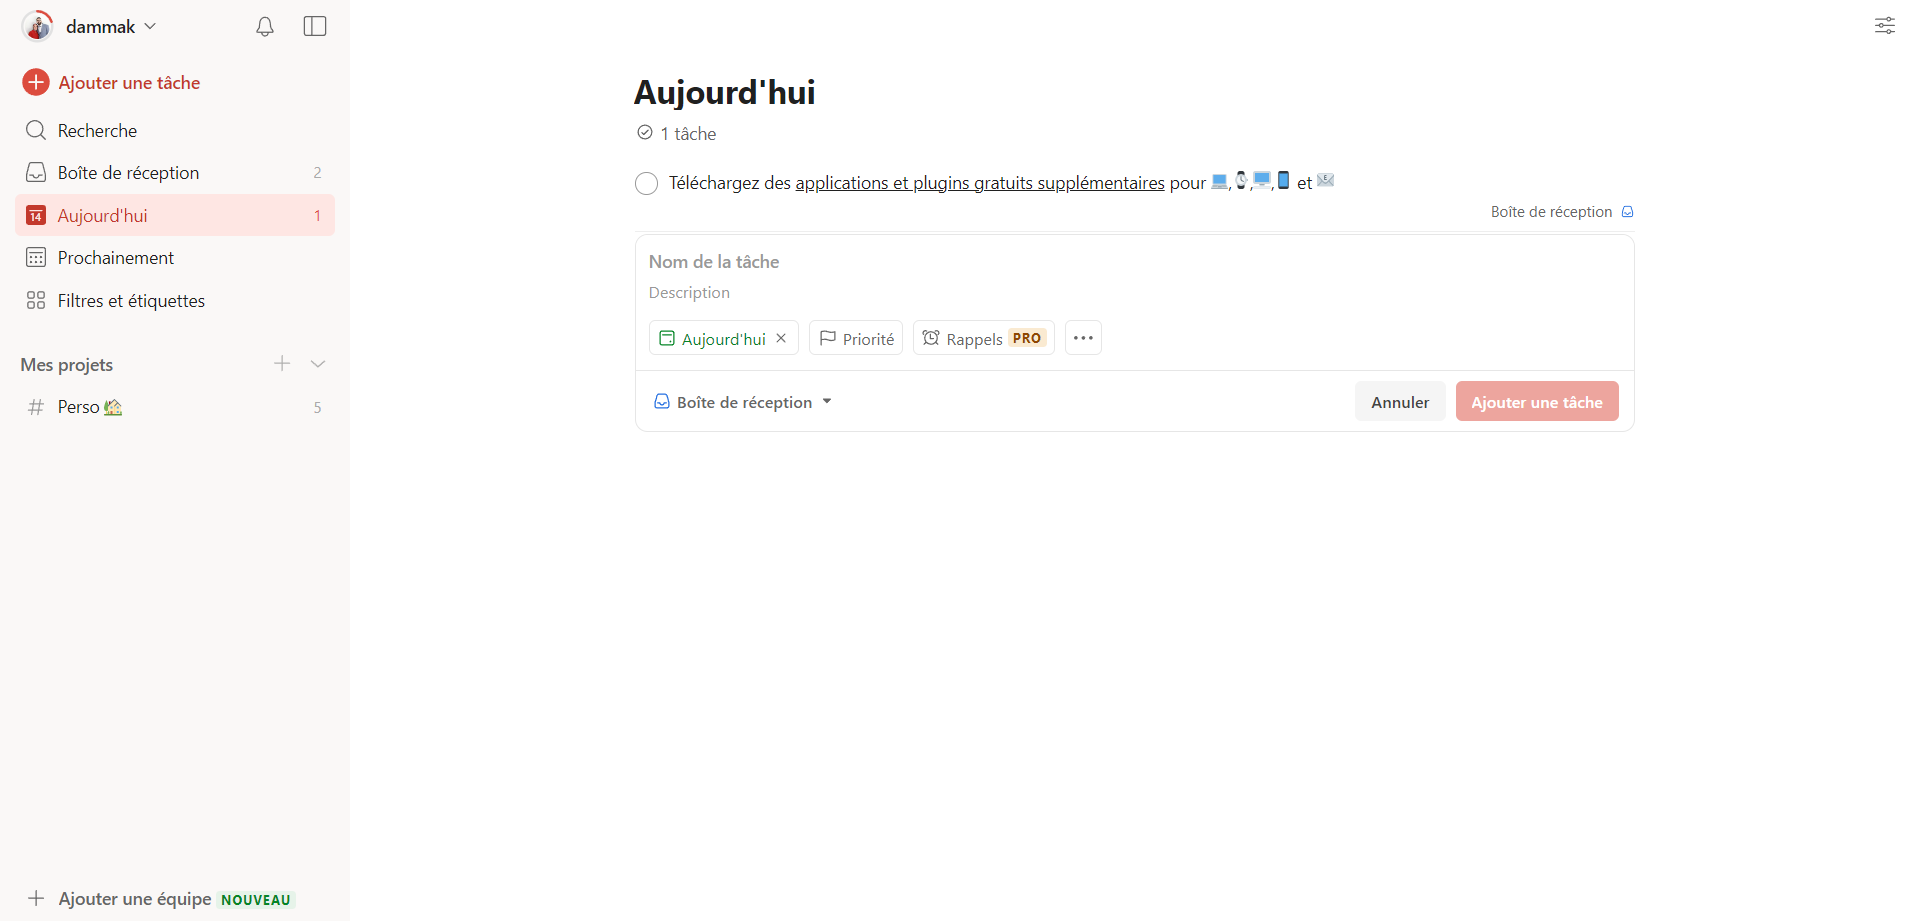 dammak
Ajouter une tâche
Recherche
Boîte de réception 2
14 Aujourd'hui 1
Prochainement
Filtres et étiquettes
Mes projets
# Perso 🏡 5
Ajouter une équipe NOUVEAU
Aujourd'hui
1 tâche
Téléchargez des applications et plugins gratuits supplémentaires pour 💻,⌚,🖥,📱 et 📧
Boîte de réception
Nom de la tâche
Description
Aujourd'hui × Priorité Rappels PRO •••
Boîte de réception Annuler Ajouter une tâche